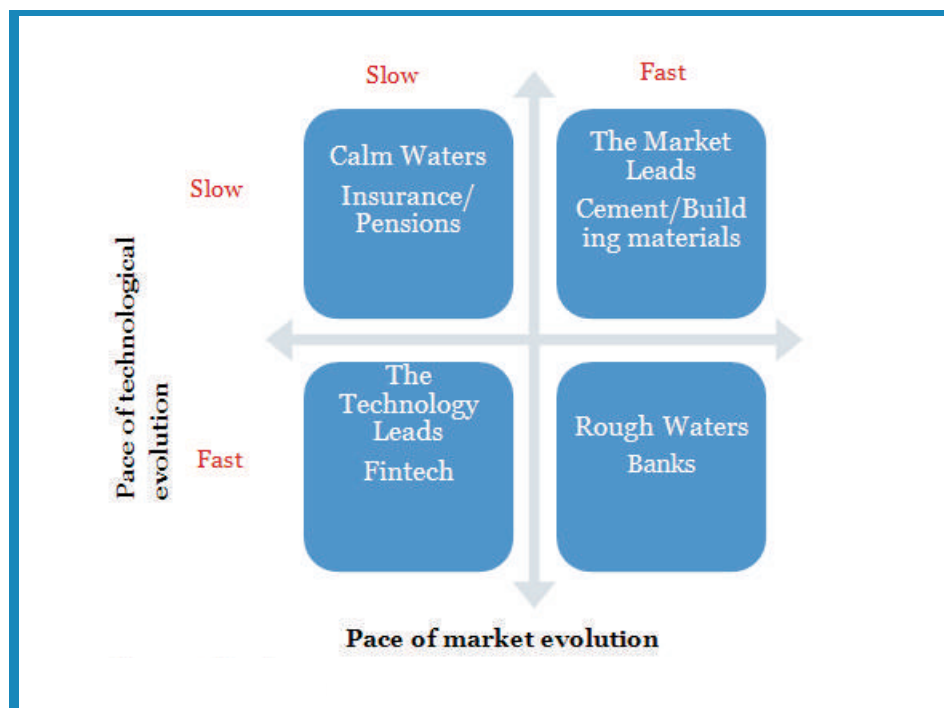 Slow
Fast
Slow
Calm Waters
Insurance/
Pensions
The Market
Leads
Cement/Build
ing materials
Pace of technological
evolution
Fast
The
Technology
Leads
Fintech
Rough Waters
Banks
Pace of market evolution